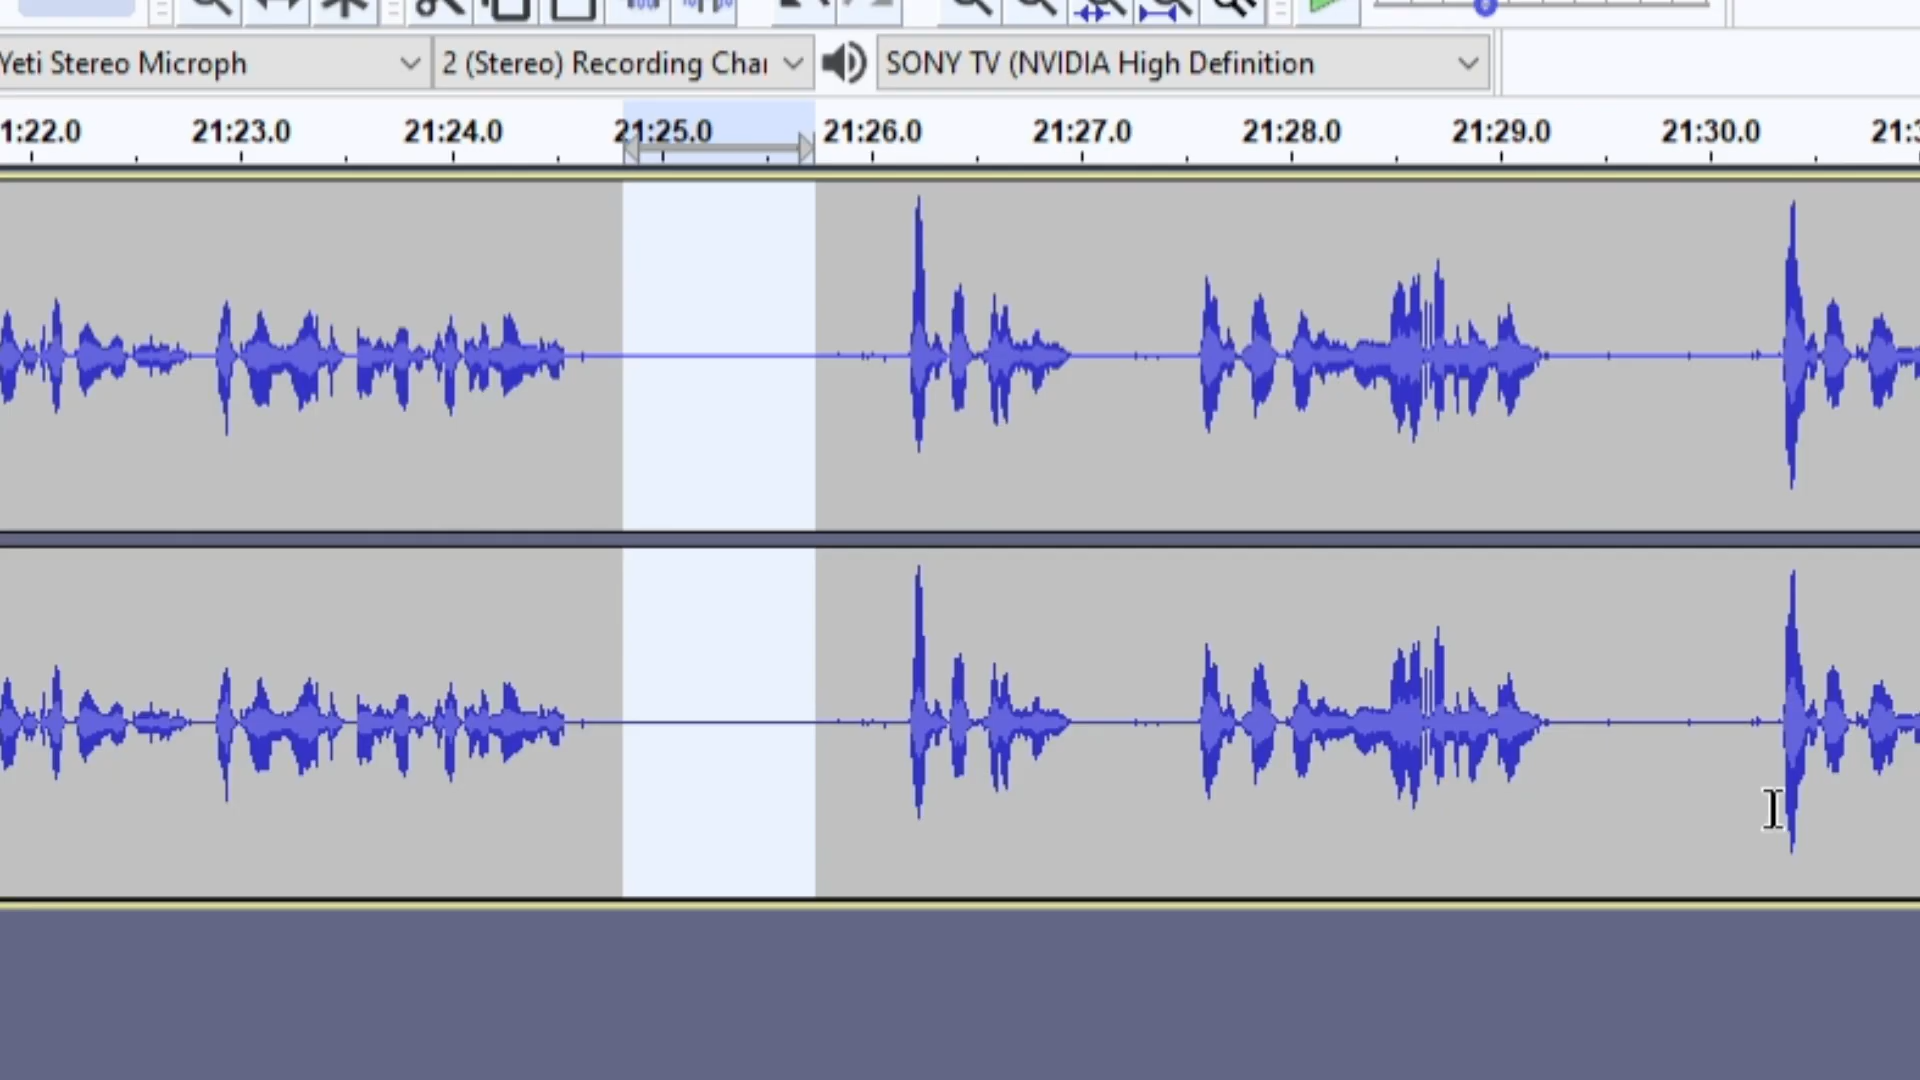 Yeti Stereo Microph 2 (Stereo) Recording Cha SONY TV (NVIDIA High Definition
1:22.0 21:23.0 21:24.0 21:25.0 21:26.0 21:27.0 21:28.0 21:29.0 21:30.0 21:3